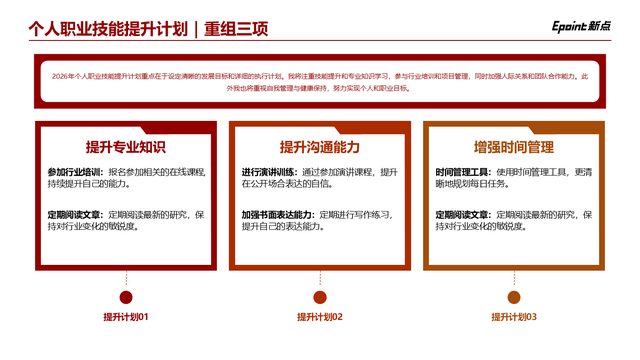 个人职业技能提升计划｜重组三项
Epoint新点
2026年个人职业技能提升计划重点在于设定清晰的发展目标和详细的执行计划。我将注重技能提升和专业知识学习，参与行业培训和项目管理，同时加强人际关系和团队合作能力。此
外我也将重视自我管理与健康保持，努力实现个人和职业目标。
提升专业知识
参加行业培训：报名参加相关的在线课程，
持续提升自己的能力。
定期阅读文章：定期阅读最新的研究，保
持对行业变化的敏锐度。
提升沟通能力
进行演讲训练：通过参加演讲课程，提升
在公开场合表达的自信。
加强书面表达能力：定期进行写作练习，
提升自己的表达能力。
增强时间管理
时间管理工具：使用时间管理工具，更清
晰地规划每日任务。
定期阅读文章：定期阅读最新的研究，保
持对行业变化的敏锐度。
提升计划01
提升计划02
提升计划03